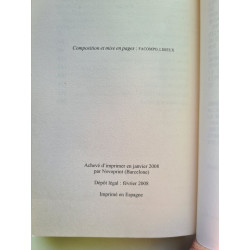 Composition et mise en pages : FACOMPO, LISIEUX
Achevé d'imprimer en janvier 2008
par Novoprint (Barcelone)
Dépôt légal : février 2008
Imprimé en Espagne